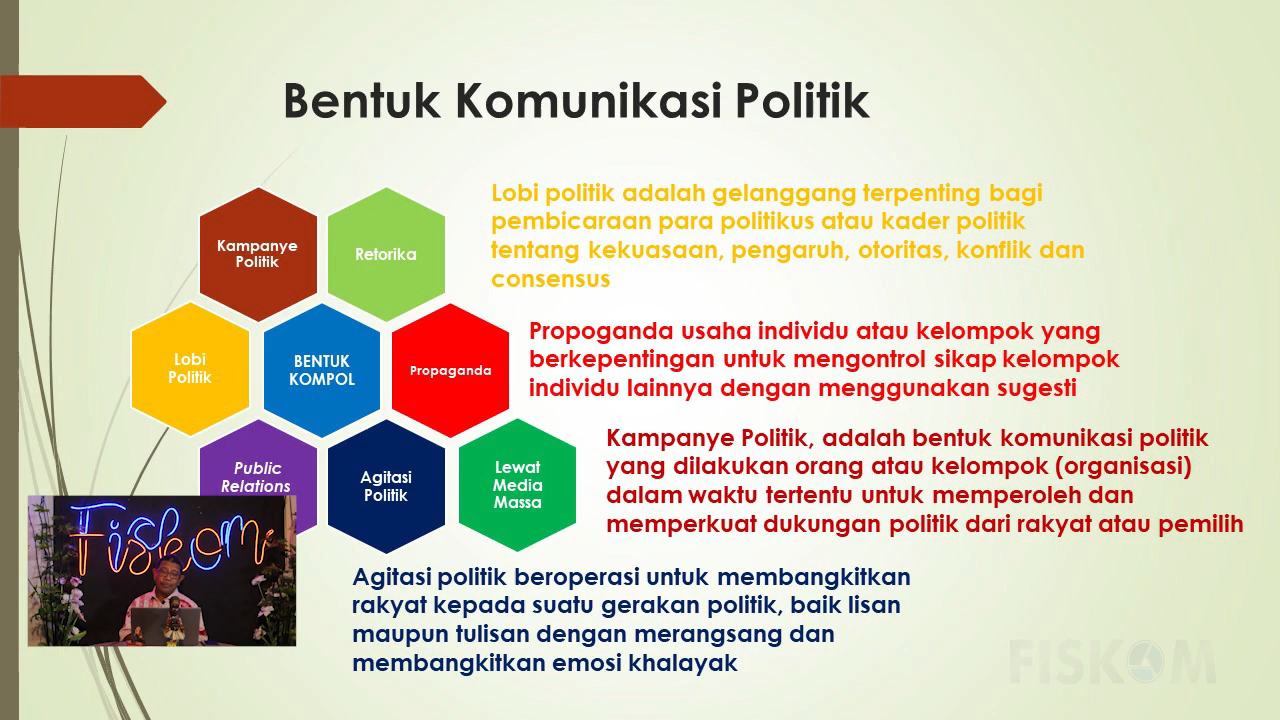 Bentuk Komunikasi Politik
Kampanye
Politik
Retorika
Lobi politik adalah gelanggang terpenting bagi
pembicaraan para politikus atau kader politik
tentang kekuasaan, pengaruh, otoritas, konflik dan
consensus
Lobi
Politik
BENTUK
KOMPOL
Propaganda
Propoganda usaha individu atau kelompok yang
berkepentingan untuk mengontrol sikap kelompok
individu lainnya dengan menggunakan sugesti
Public
Relations
Agitasi
Politik
Lewat
Media
Massa
Kampanye Politik, adalah bentuk komunikasi politik
yang dilakukan orang atau kelompok (organisasi)
dalam waktu tertentu untuk memperoleh dan
memperkuat dukungan politik dari rakyat atau pemilih
Fiskom
Agitasi politik beroperasi untuk membangkitkan
rakyat kepada suatu gerakan politik, baik lisan
maupun tulisan dengan merangsang dan
membangkitkan emosi khalayak
FISKOM